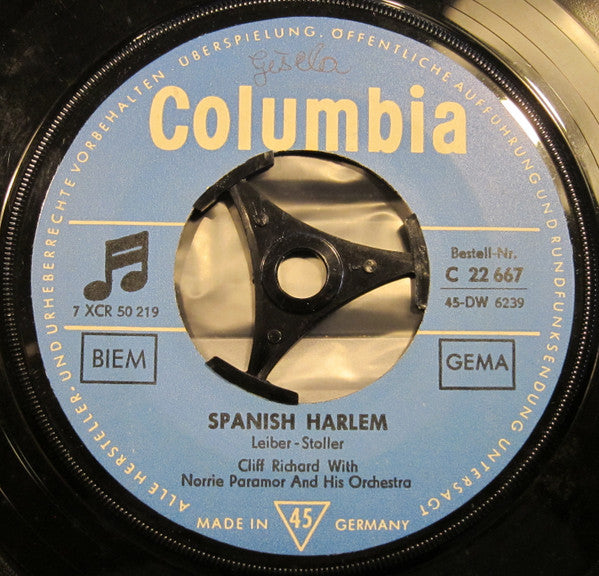 ALLE HERSTELLER- UND URHEBERRECHTE VORBEHALTEN · ÜBERSPIELUNG, ÖFFENTLICHE AUFFÜHRUNG UND RUNDFUNKSENDUNG UNTERSAGT
Gisela
Columbia
7 XCR 50 219
BIEM
Bestell-Nr.
C 22 667
45-DW 6239
GEMA
SPANISH HARLEM
Leiber-Stoller
Cliff Richard With
Norrie Paramor And His Orchestra
MADE IN 45 GERMANY